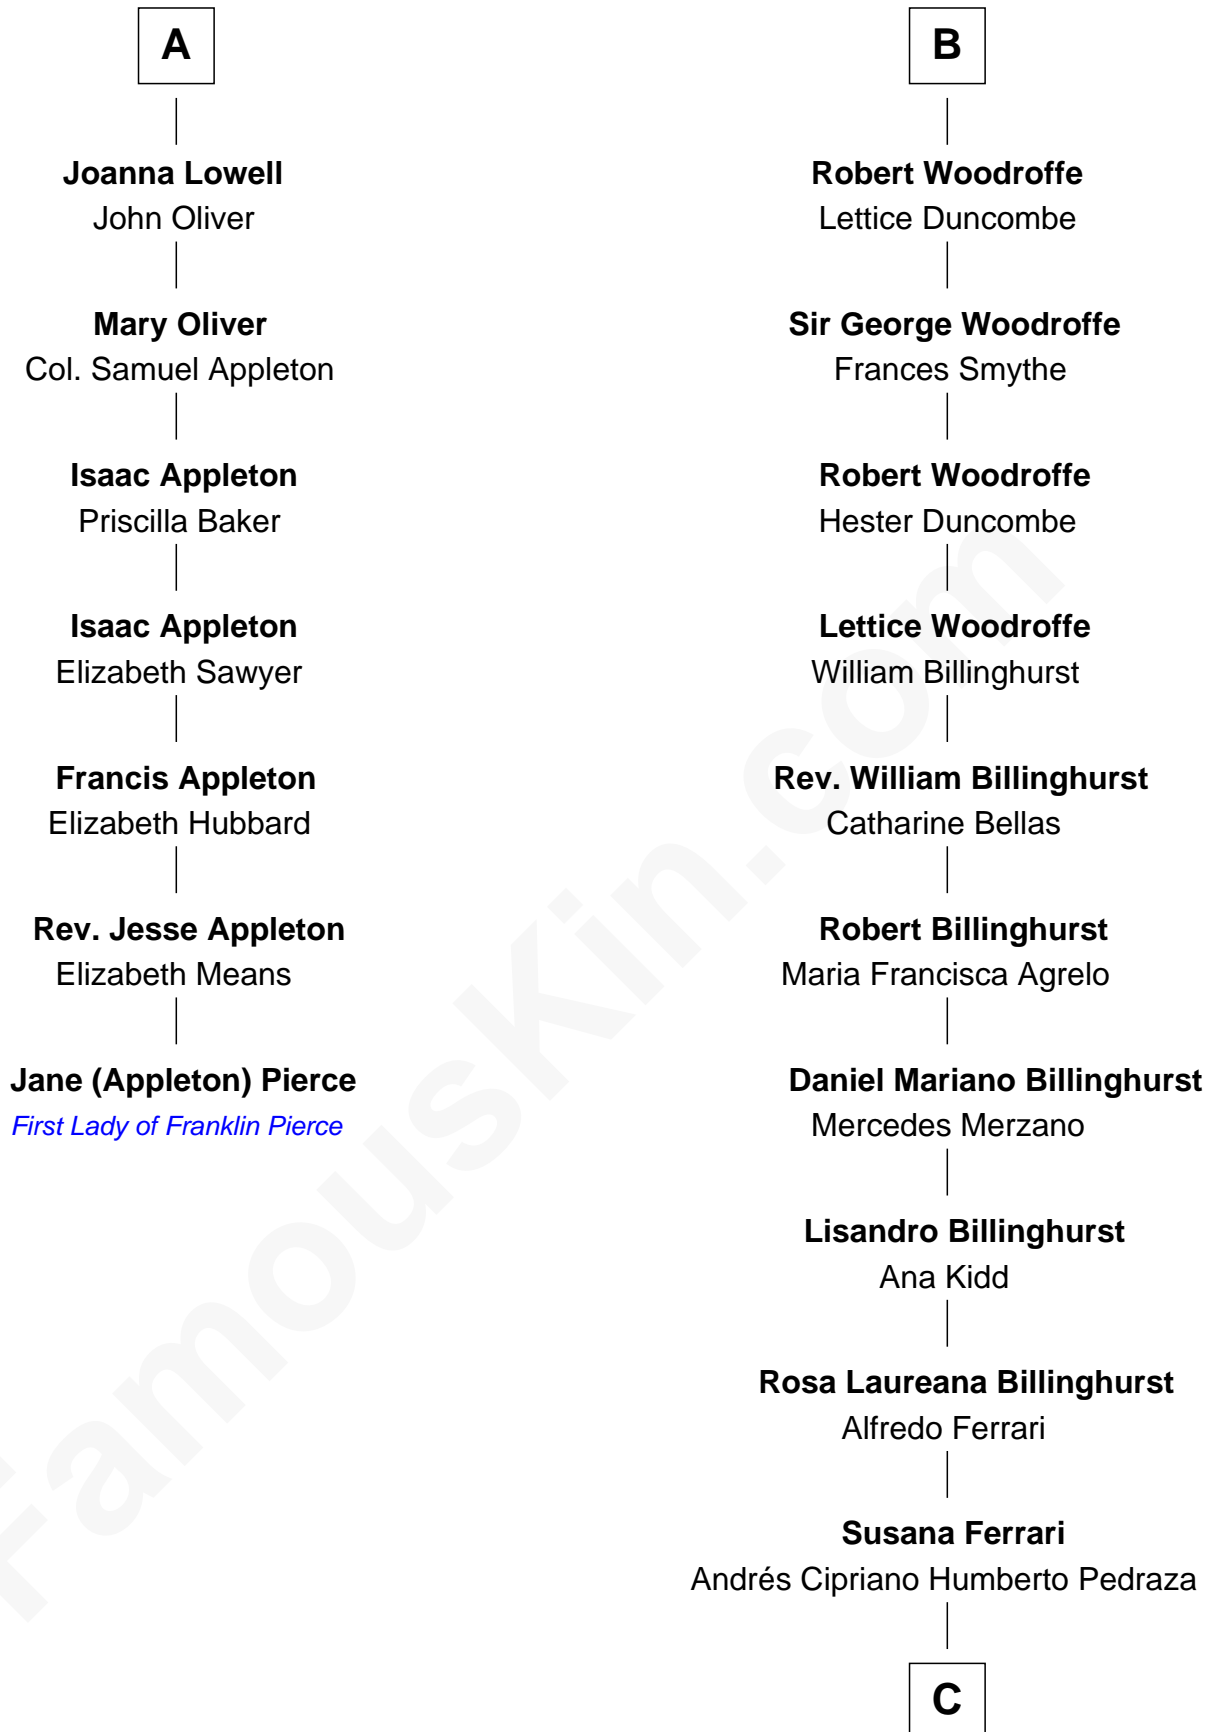 A
Joanna Lowell
John Oliver
Mary Oliver
Col. Samuel Appleton
Isaac Appleton
Priscilla Baker
Isaac Appleton
Elizabeth Sawyer
Francis Appleton
Elizabeth Hubbard
Rev. Jesse Appleton
Elizabeth Means
Jane (Appleton) Pierce
First Lady of Franklin Pierce
B
Robert Woodroffe
Lettice Duncombe
Sir George Woodroffe
Frances Smythe
Robert Woodroffe
Hester Duncombe
Lettice Woodroffe
William Billinghurst
Rev. William Billinghurst
Catharine Bellas
Robert Billinghurst
Maria Francisca Agrelo
Daniel Mariano Billinghurst
Mercedes Merzano
Lisandro Billinghurst
Ana Kidd
Rosa Laureana Billinghurst
Alfredo Ferrari
Susana Ferrari
Andrés Cipriano Humberto Pedraza
C
FamousKin.com